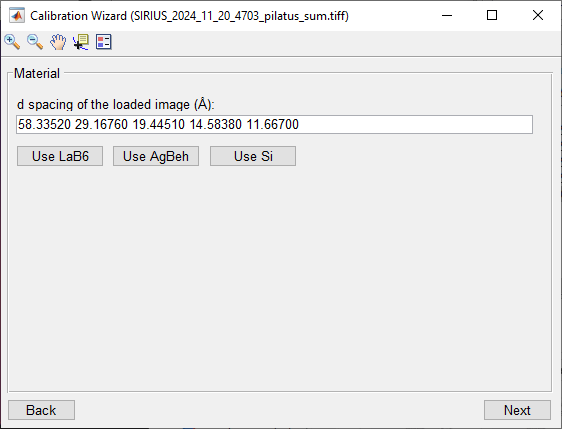 Calibration Wizard (SIRIUS_2024_11_20_4703_pilatus_sum.tiff)
Material
d spacing of the loaded image (Å):
58.33520 29.16760 19.44510 14.58380 11.66700
Use LaB6 Use AgBeh Use Si
Back Next